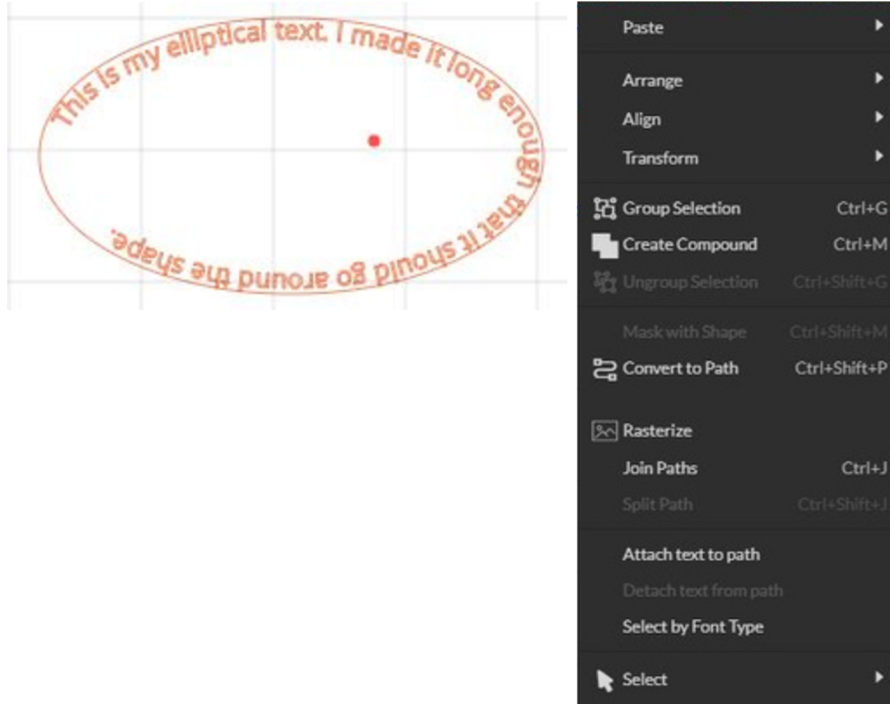 This is my elliptical text. I made it long enough that it should go around the shape.
Paste
Arrange
Align
Transform
Group Selection Ctrl+G
Create Compound Ctrl+M
Ungroup Selection Ctrl+Shift+G
Mask with Shape Ctrl+Shift+M
Convert to Path Ctrl+Shift+P
Rasterize
Join Paths Ctrl+J
Split Path Ctrl+Shift+J
Attach text to path
Detach text from path
Select by Font Type
Select